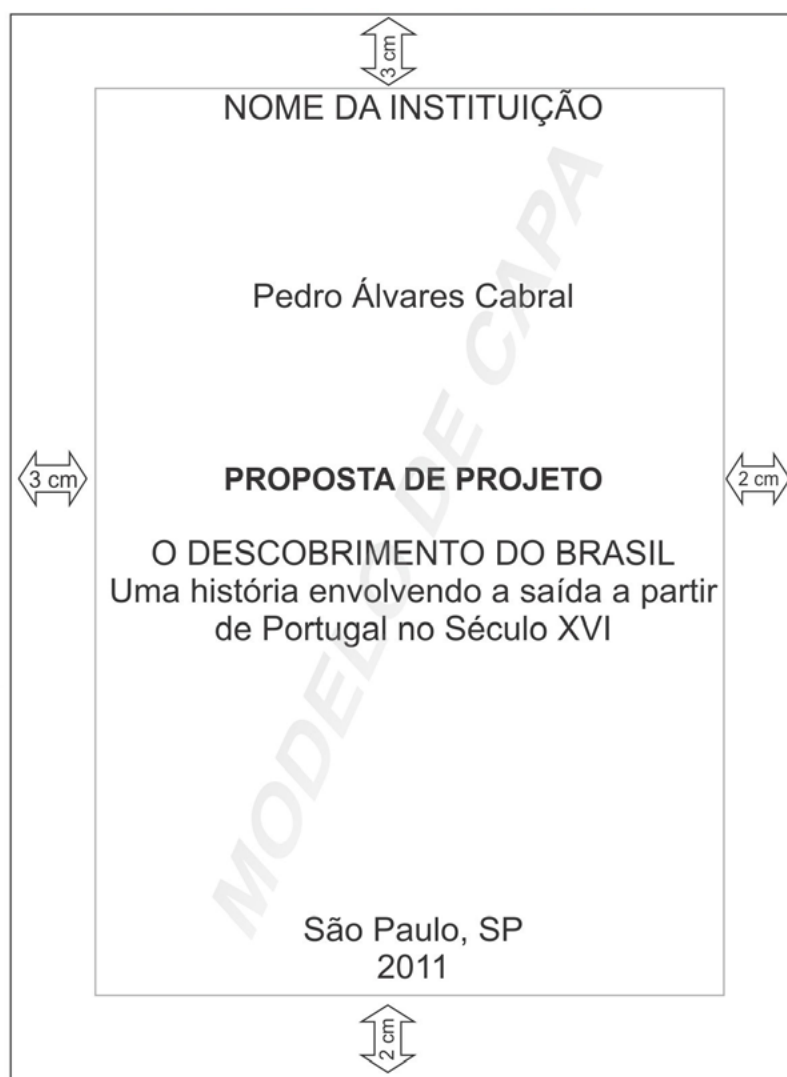 3 cm
NOME DA INSTITUIÇÃO
Pedro Álvares Cabral
3 cm
PROPOSTA DE PROJETO
2 cm
O DESCOBRIMENTO DO BRASIL
Uma história envolvendo a saída a partir
de Portugal no Século XVI
MODELO DE CAPA
São Paulo, SP
2011
2 cm